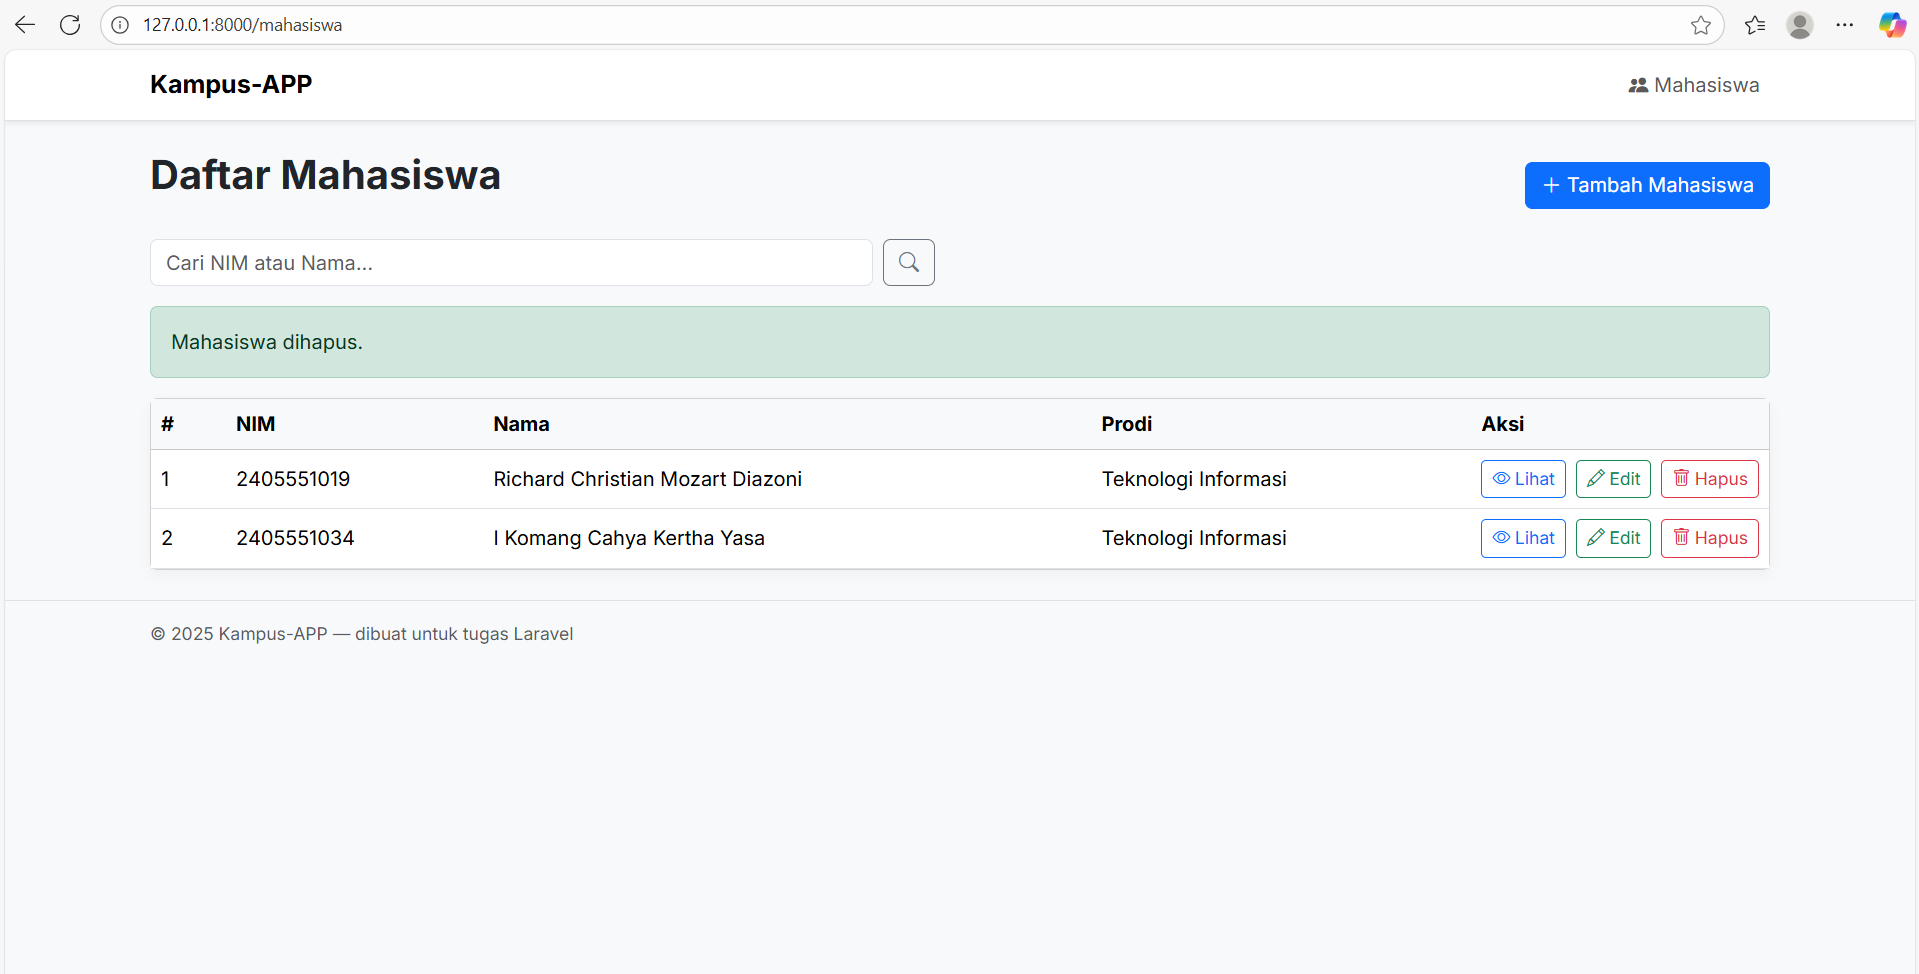 127.0.0.1:8000/mahasiswa
Kampus-APP
Mahasiswa
Daftar Mahasiswa
+ Tambah Mahasiswa
Cari NIM atau Nama...
Mahasiswa dihapus.
# NIM Nama Prodi Aksi
1 2405551019 Richard Christian Mozart Diazoni Teknologi Informasi Lihat Edit Hapus
2 2405551034 I Komang Cahya Kertha Yasa Teknologi Informasi Lihat Edit Hapus
© 2025 Kampus-APP — dibuat untuk tugas Laravel